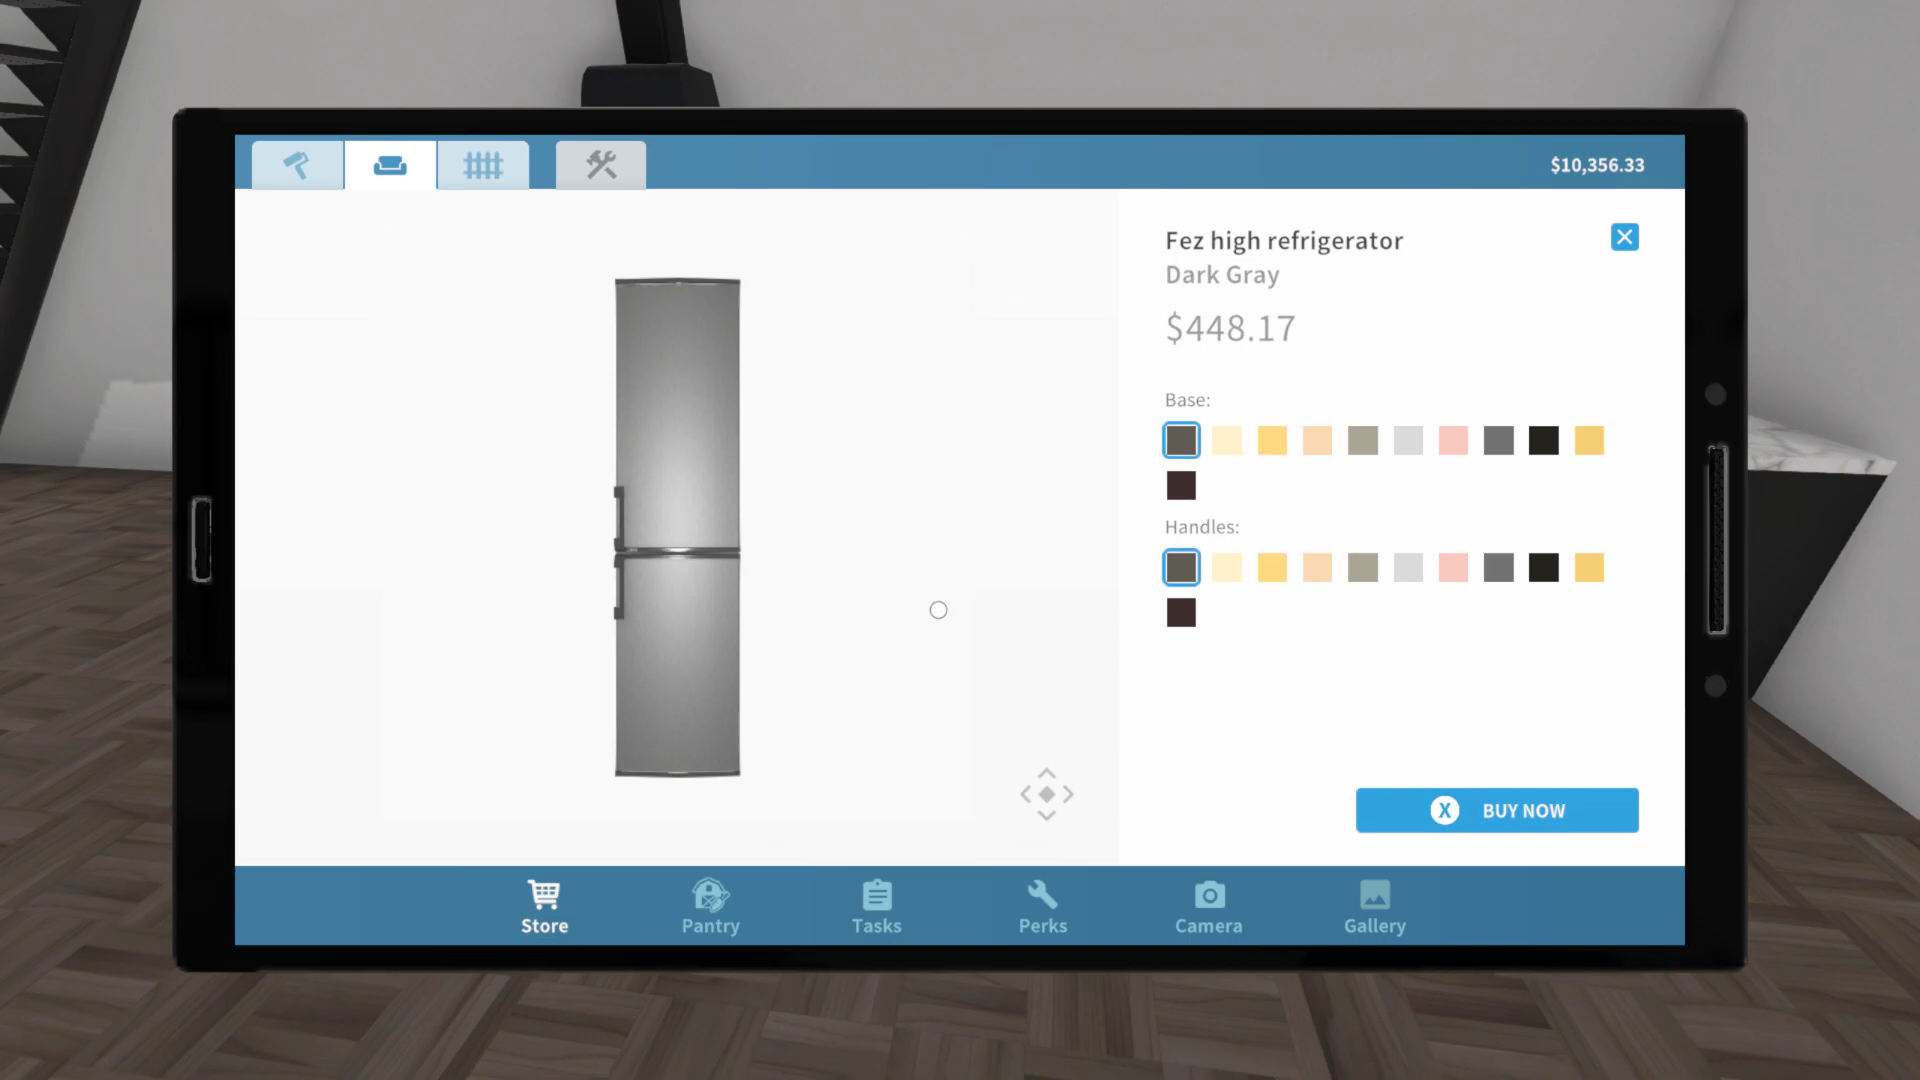 $10,356.33
Fez high refrigerator
Dark Gray
$448.17
Base:
Handles:
X BUY NOW
Store
Pantry
Tasks
Perks
Camera
Gallery